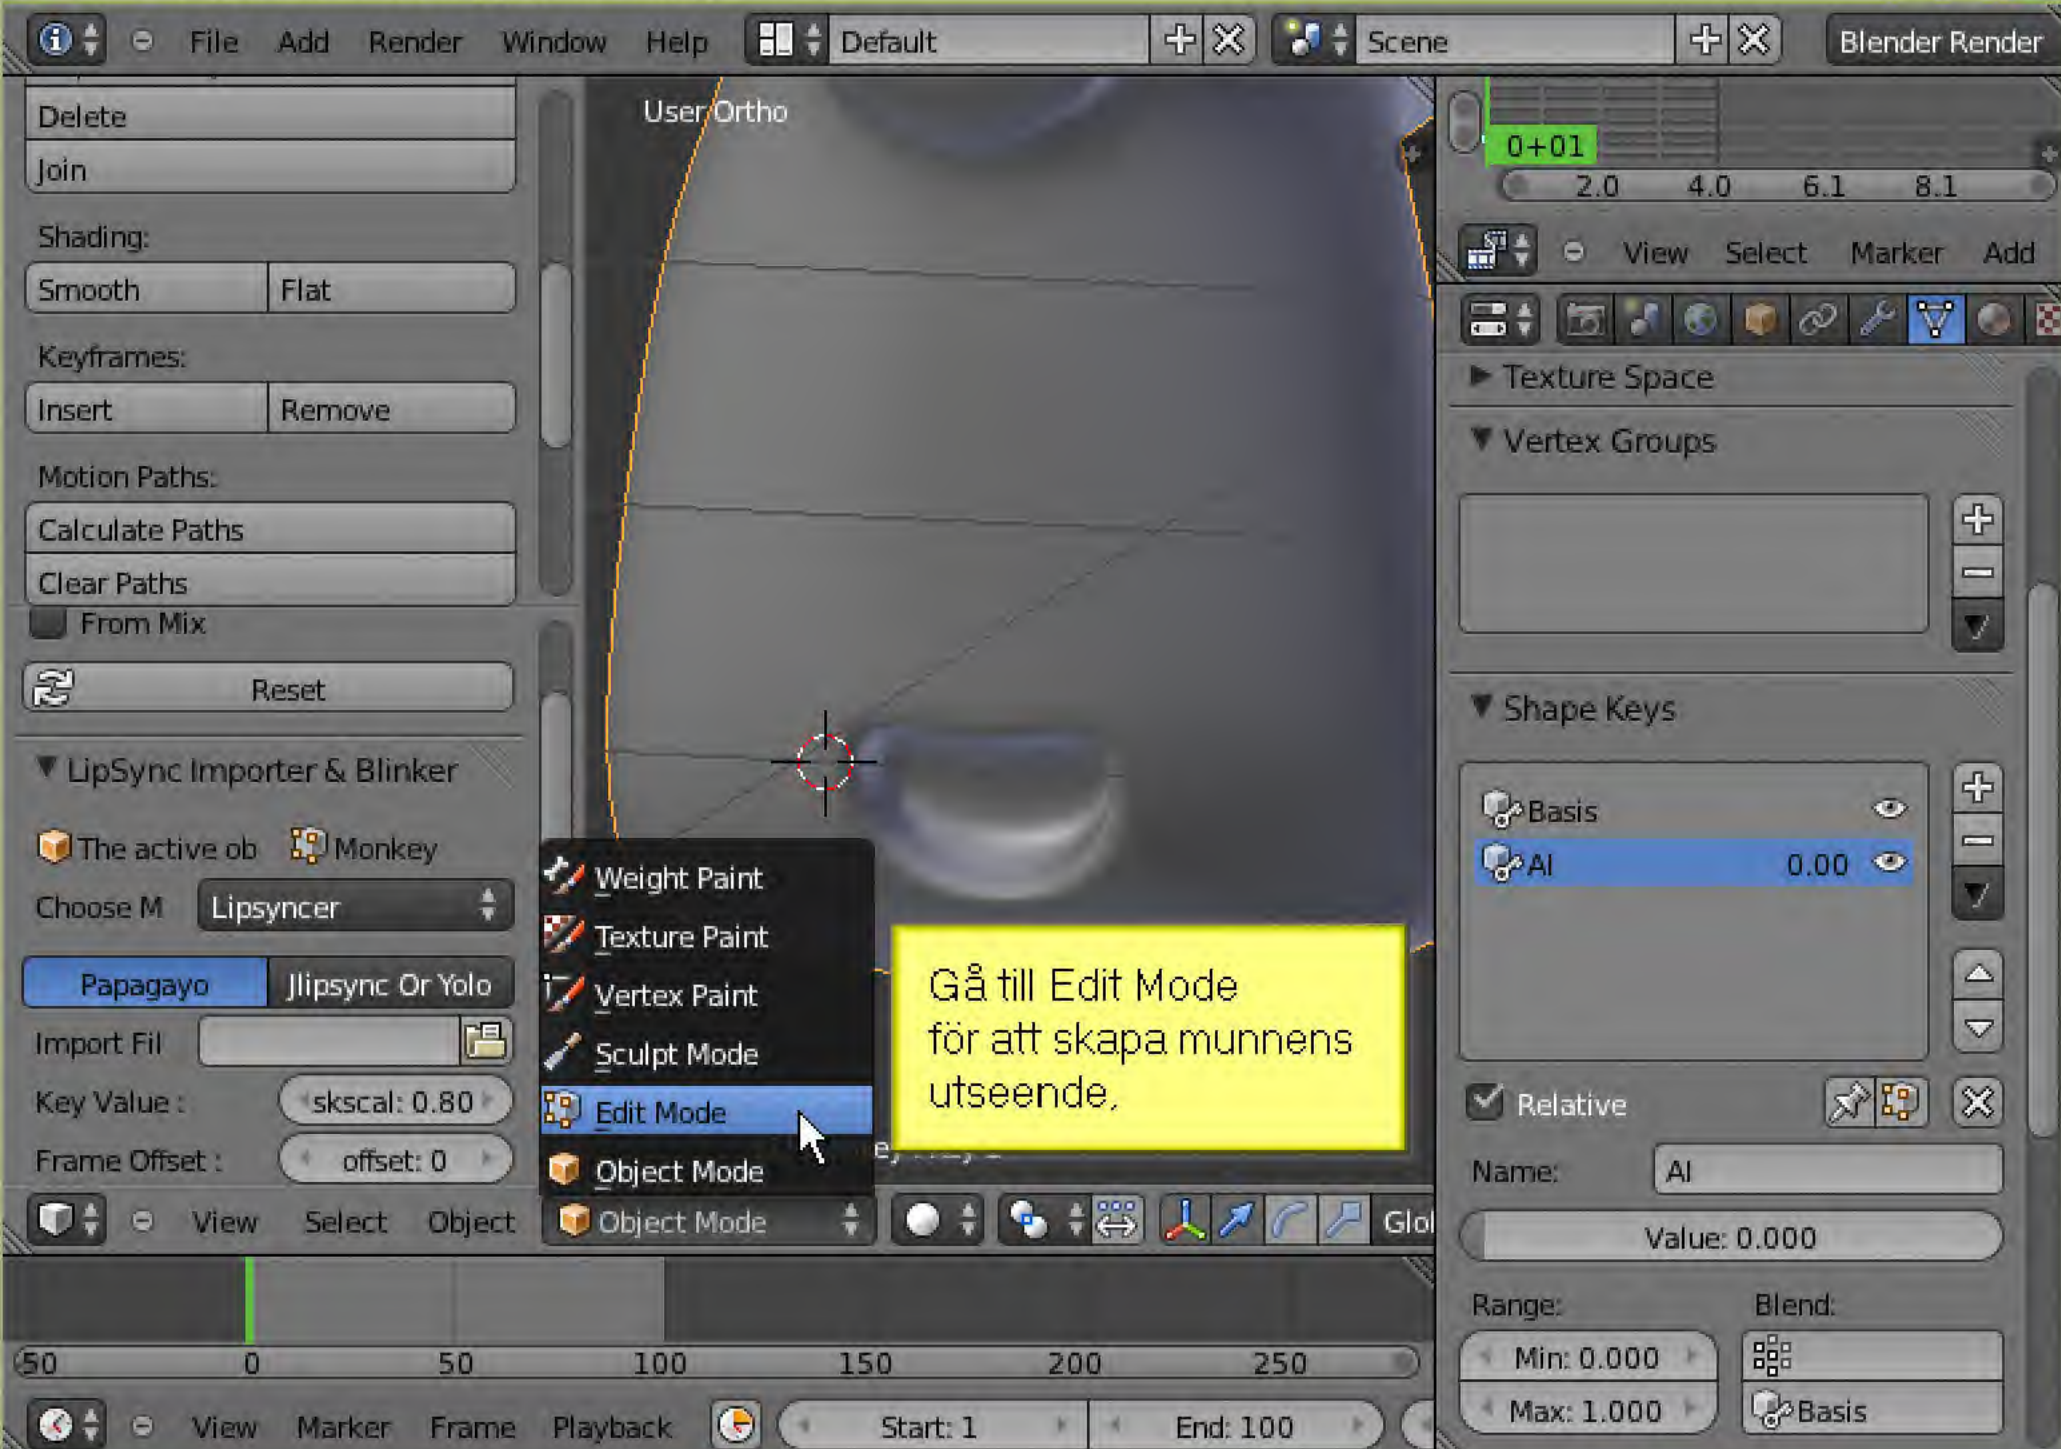 File Add Render Window Help Default Scene Blender Render
Delete
Join
Shading:
Smooth Flat
Keyframes:
Insert Remove
Motion Paths:
Calculate Paths
Clear Paths
From Mix
Reset
LipSync Importer & Blinker
The active ob Monkey
Choose M Lipsyncer
Papagayo Jlipsync Or Yolo
Import Fil
Key Value : skscal: 0.80
Frame Offset : offset: 0
User Ortho
Weight Paint
Texture Paint
Vertex Paint
Sculpt Mode
Edit Mode
Object Mode
Gå till Edit Mode
för att skapa munnens
utseende,
View Select Object Object Mode Glo
0+01
2.0 4.0 6.1 8.1
View Select Marker Add
Texture Space
Vertex Groups
Shape Keys
Basis
AI 0.00
Relative
Name: AI
Value: 0.000
Range: Blend:
Min: 0.000
Max: 1.000 Basis
50 0 50 100 150 200 250
View Marker Frame Playback Start: 1 End: 100